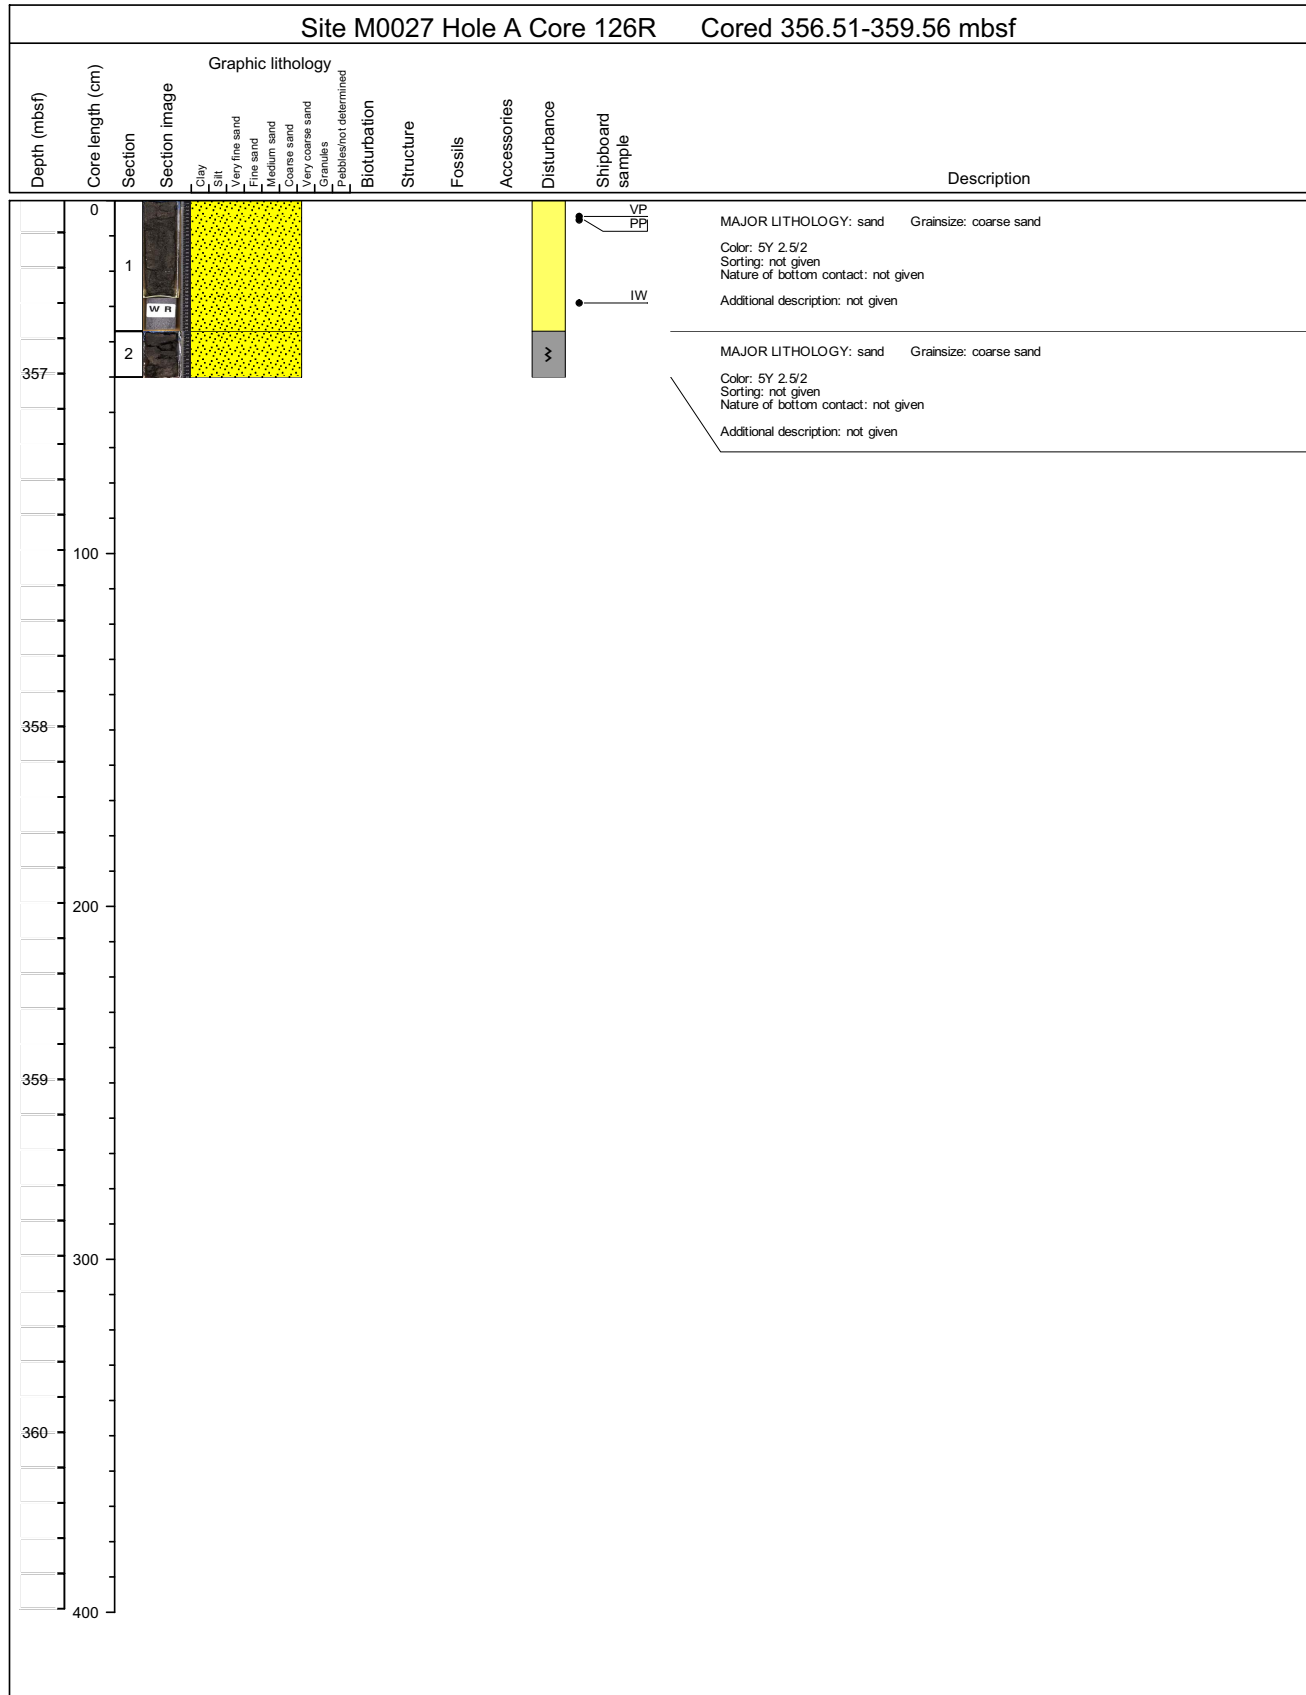 Site M0027 Hole A Core 126R Cored 356.51-359.56 mbsf
Graphic lithology
Depth (mbsf)
Core length (cm)
Section
Section image
Clay
Silt
Very fine sand
Fine sand
Medium sand
Coarse sand
Very coarse sand
Granules
Pebbles/not determined
Bioturbation
Structure
Fossils
Accessories
Disturbance
Shipboard
sample
Description
0
1
W R
VP
PP
IW
MAJOR LITHOLOGY: sand Grainsize: coarse sand
Color: 5Y 2.5/2
Sorting: not given
Nature of bottom contact: not given
Additional description: not given
2
357
MAJOR LITHOLOGY: sand Grainsize: coarse sand
Color: 5Y 2.5/2
Sorting: not given
Nature of bottom contact: not given
Additional description: not given
100
358
200
359
300
360
400